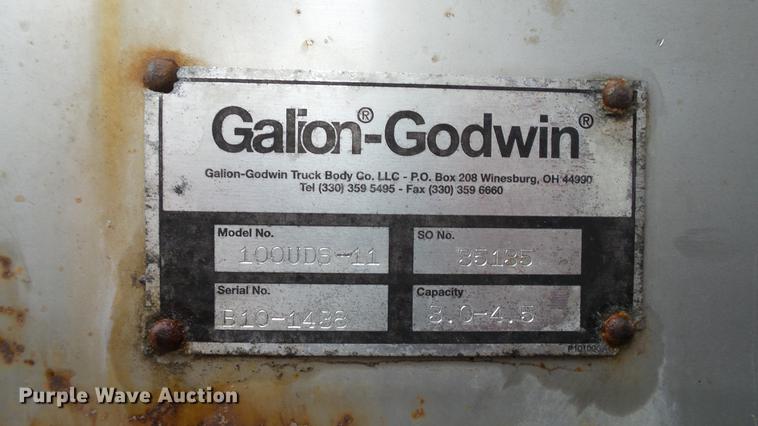 Galion®-Godwin®
Galion-Godwin Truck Body Co. LLC - P.O. Box 208 Winesburg, OH 44990
Tel (330) 359 5495 - Fax (330) 359 6660
Model No.
100UDS-11
SO No.
35135
Serial No.
B10-1438
Capacity
3.0-4.5
Purple Wave Auction